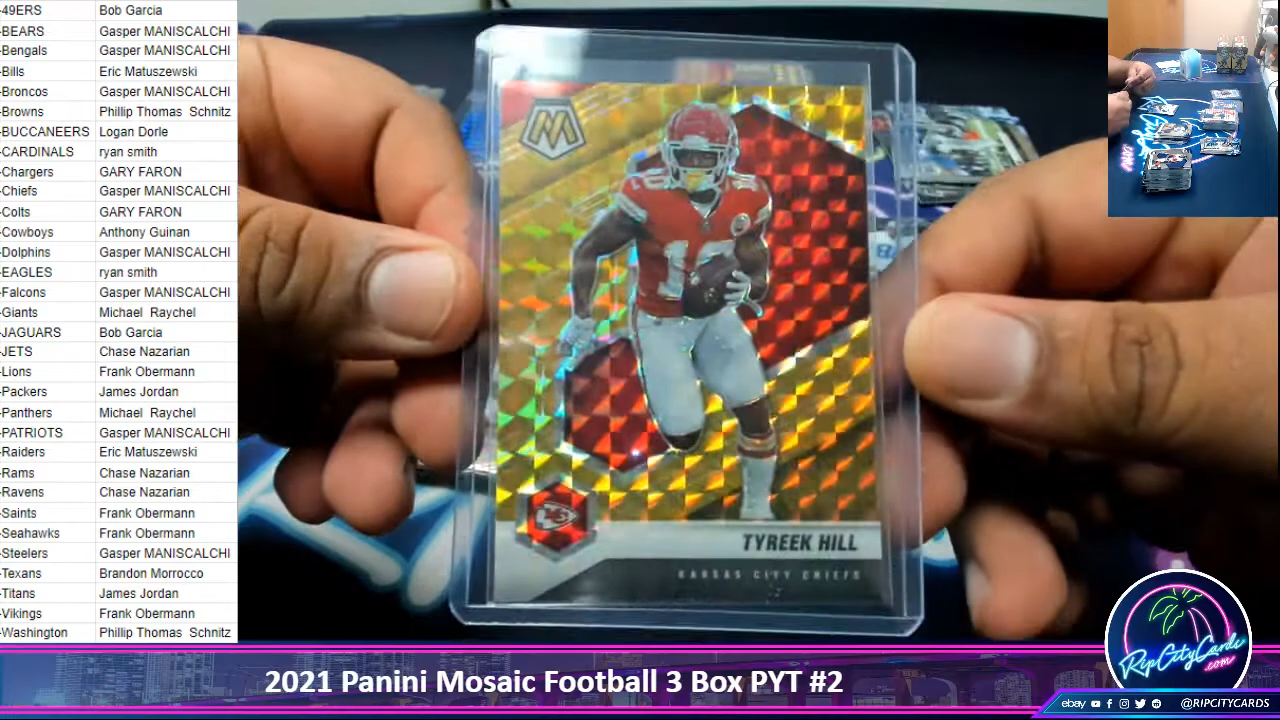 -49ERS Bob Garcia
-BEARS Gasper MANISCALCHI
-Bengals Gasper MANISCALCHI
-Bills Eric Matuszewski
-Broncos Gasper MANISCALCHI
-Browns Phillip Thomas Schnitz
-BUCCANEERS Logan Dorle
-CARDINALS ryan smith
-Chargers GARY FARON
-Chiefs Gasper MANISCALCHI
-Colts GARY FARON
-Cowboys Anthony Guinan
-Dolphins Gasper MANISCALCHI
-EAGLES ryan smith
-Falcons Gasper MANISCALCHI
-Giants Michael Raychel
-JAGUARS Bob Garcia
-JETS Chase Nazarian
-Lions Frank Obermann
-Packers James Jordan
-Panthers Michael Raychel
-PATRIOTS Gasper MANISCALCHI
-Raiders Eric Matuszewski
-Rams Chase Nazarian
-Ravens Chase Nazarian
-Saints Frank Obermann
-Seahawks Frank Obermann
-Steelers Gasper MANISCALCHI
-Texans Brandon Morrocco
-Titans James Jordan
-Vikings Frank Obermann
-Washington Phillip Thomas Schnitz
M
10
KC
TYREEK HILL
KANSAS CITY CHIEFS
RipCityCards
.com
2021 Panini Mosaic Football 3 Box PYT #2
ebay @RIPCITYCARDS